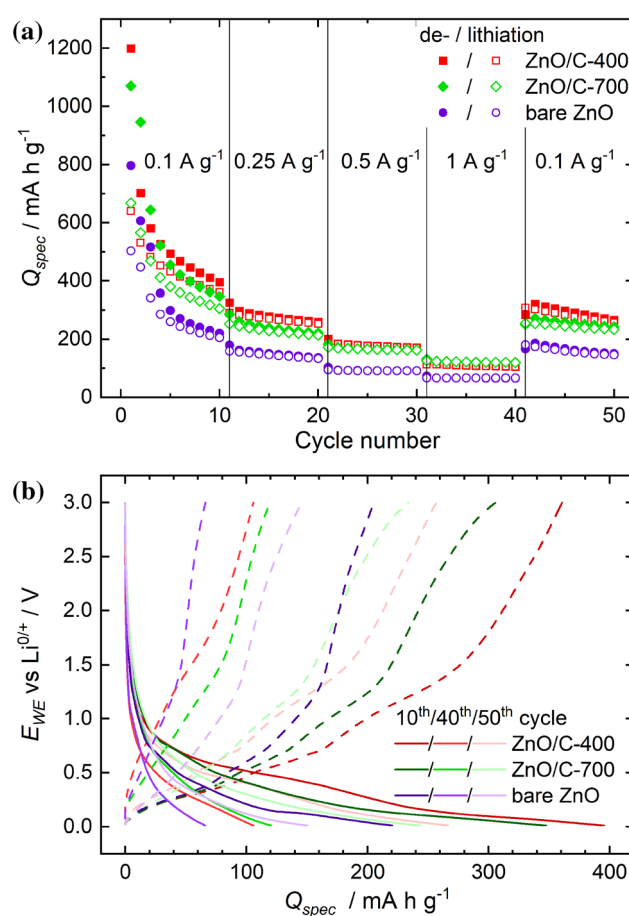 (a)
1200
1000
800
600
400
200
0
Q_spec / mA h g⁻¹
de- / lithiation
/ ZnO/C-400
/ ZnO/C-700
/ bare ZnO
0.1 A g⁻¹ 0.25 A g⁻¹ 0.5 A g⁻¹ 1 A g⁻¹ 0.1 A g⁻¹
0 10 20 30 40 50
Cycle number
(b)
3.0
2.5
2.0
1.5
1.0
0.5
0.0
E_WE vs Li⁰/⁺ / V
10ᵗʰ/40ᵗʰ/50ᵗʰ cycle
/ / ZnO/C-400
/ / ZnO/C-700
/ / bare ZnO
0 100 200 300 400
Q_spec / mA h g⁻¹